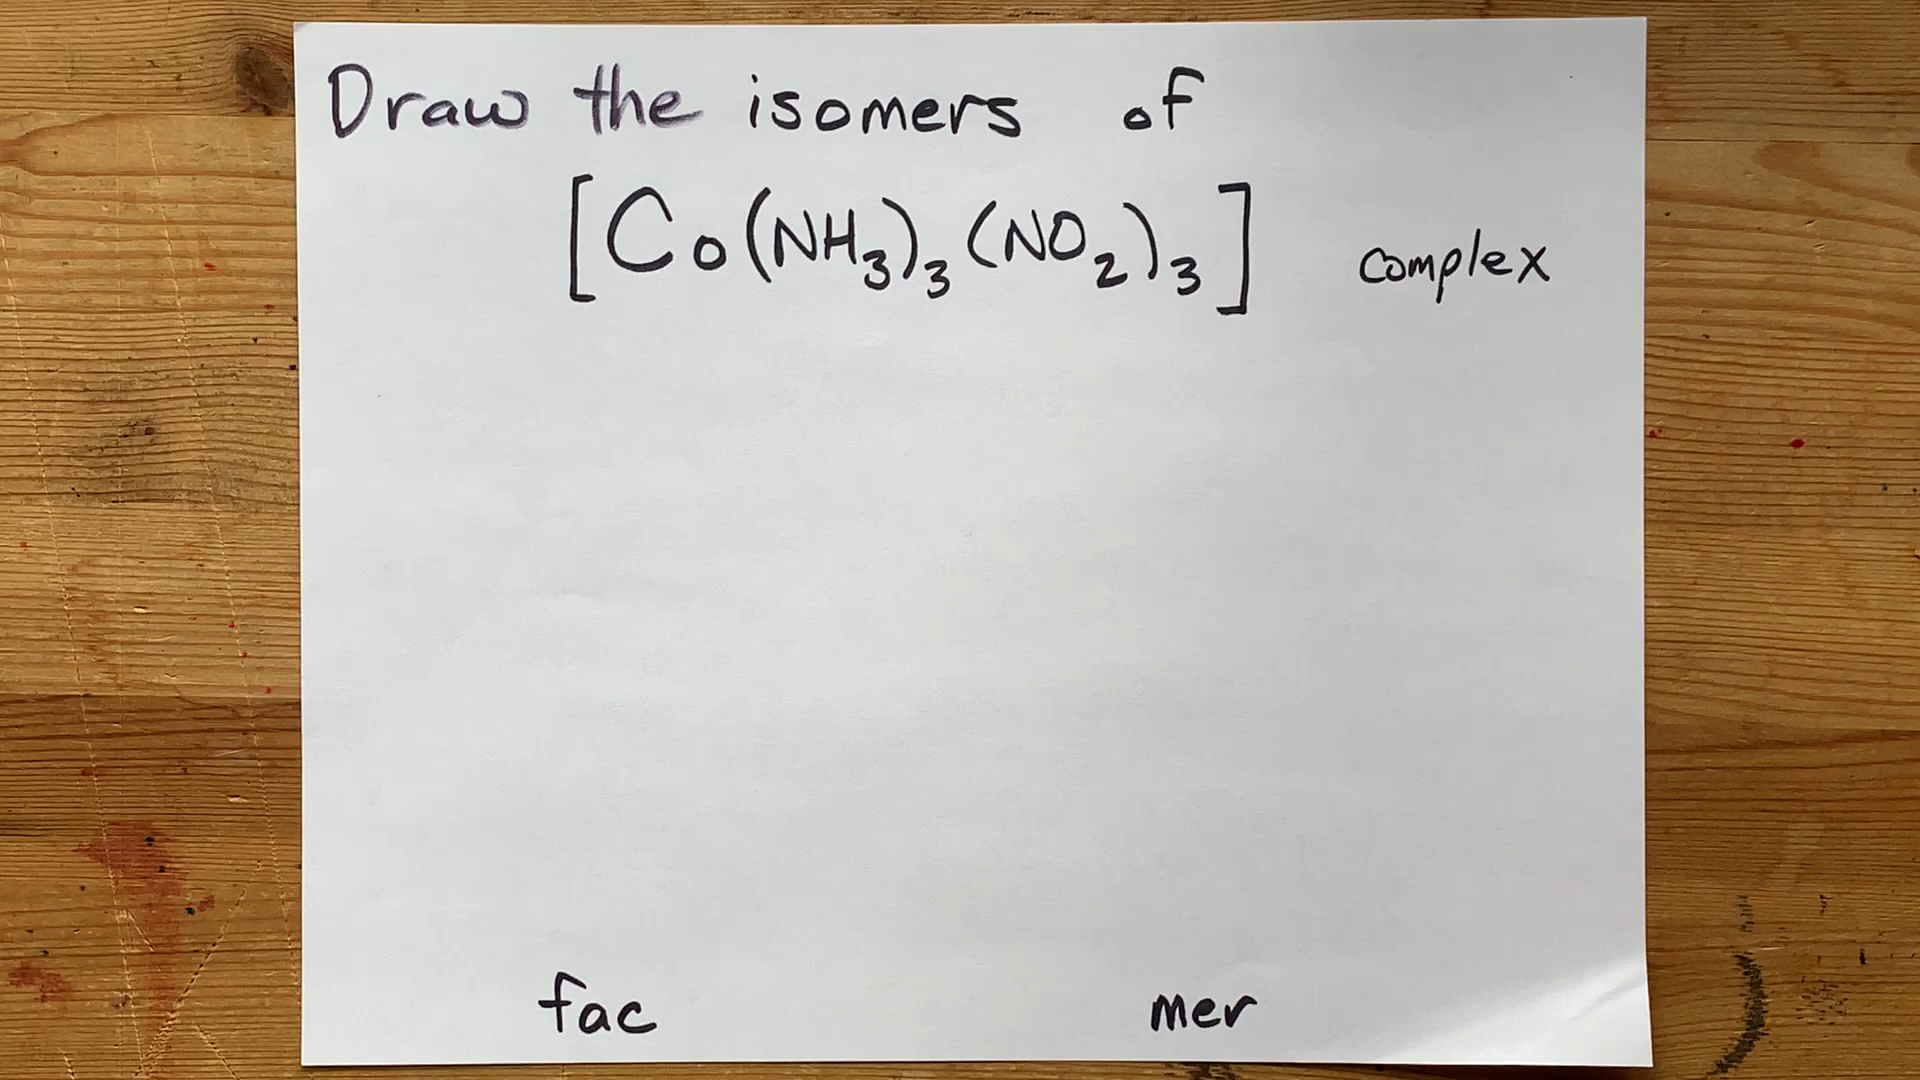 Draw the isomers of
[Co(NH₃)₃(NO₂)₃] complex
fac mer